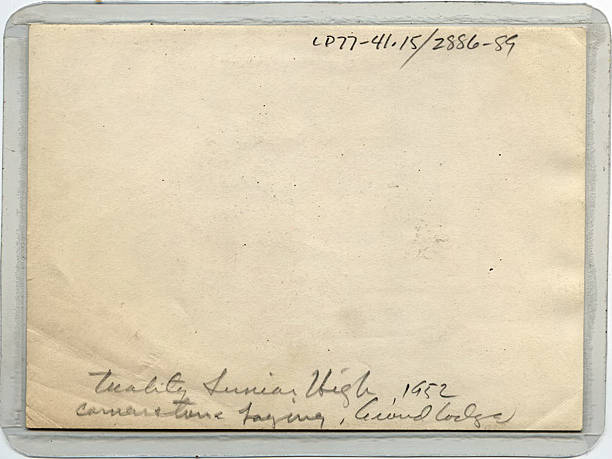 LP77-41.15/2886-89
Tuality Junior High, 1952
cornerstone laying, Grand Lodge